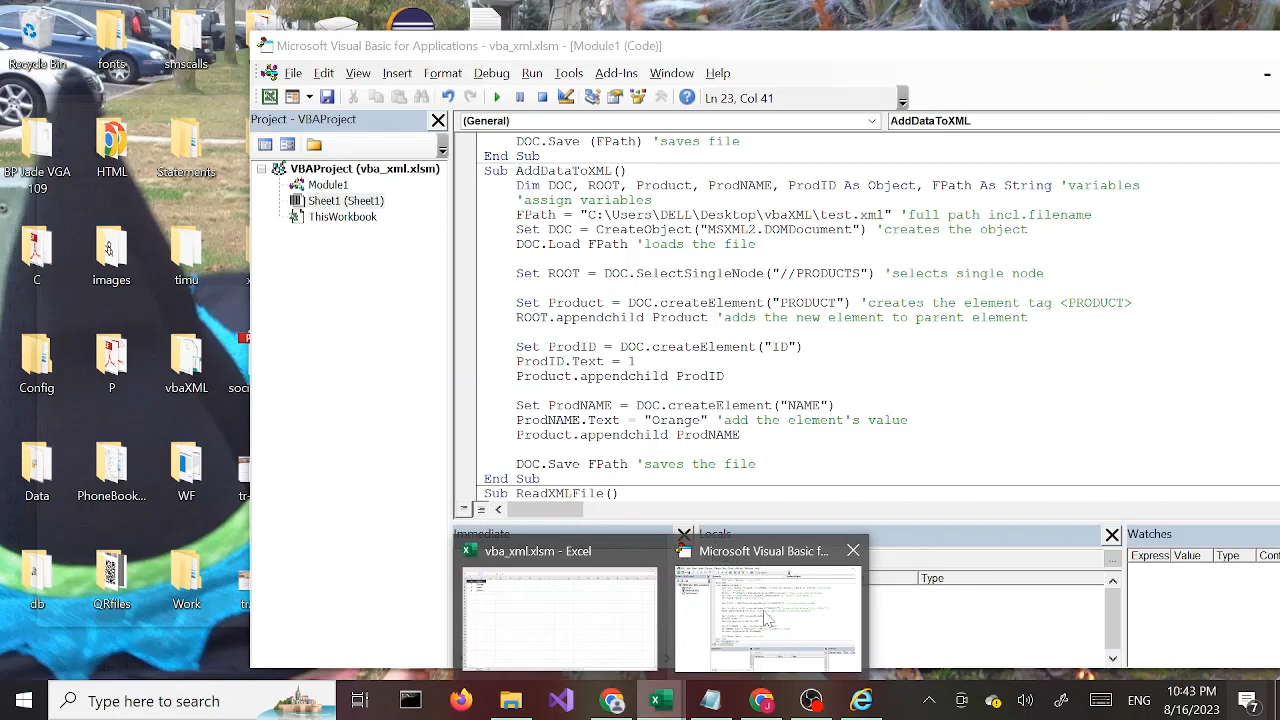 Microsoft Visual Basic for Applications - vba_xml.xlsm - [Module1 (Code)]
File Edit View Insert Format Debug Run Tools Add-Ins Window Help
Ln 23, Col 41
Project - VBAProject
(General)
AddDataToXML
VBAProject (vba_xml.xlsm)
Module1
Sheet1 (Sheet1)
ThisWorkbook
DOC.Save (FPath) 'saves file
End Sub
Sub AddDataToXML()
Dim DOC, ROOT, Product, ProdNAME, ProdID As Object, FPath As String 'variables
'assign variables
FPath = "C:\Users\DELL\Desktop\vbaXML\test.xml" 'full path incl.filename
Set DOC = CreateObject("MSXML2.DOMDocument") 'creates the object
DOC.Load FPath 'loads the file
Set ROOT = DOC.SelectSingleNode("//PRODUCTS") 'selects single node
Set Product = DOC.createElement("PRODUCT") 'creates the element tag <PRODUCT>
ROOT.appendchild Product 'adds the new element to parent element
Set ProdID = DOC.createElement("ID")
ProdID.Text = 1
Product.appendchild ProdID
Set ProdNAME = DOC.createElement("NAME")
ProdNAME.Text = "Orange" 'add the element's value
Product.appendchild ProdNAME
DOC.Save FPath 'saves the file
End Sub
Sub ReadXMLFile()
Immediate
Locals
Watches
Type
Express Value Type
vba_xml.xlsm - Excel
Microsoft Visual Basic ...
Recycle Bin
fonts
smscalls
BP Jade VGA 109
HTML
Statements
C
images
timu
Config
P
vbaXML
Data
PhoneBook...
WF
db
QRfiles
Work
Type here to search
ENG
8/16/2023
7